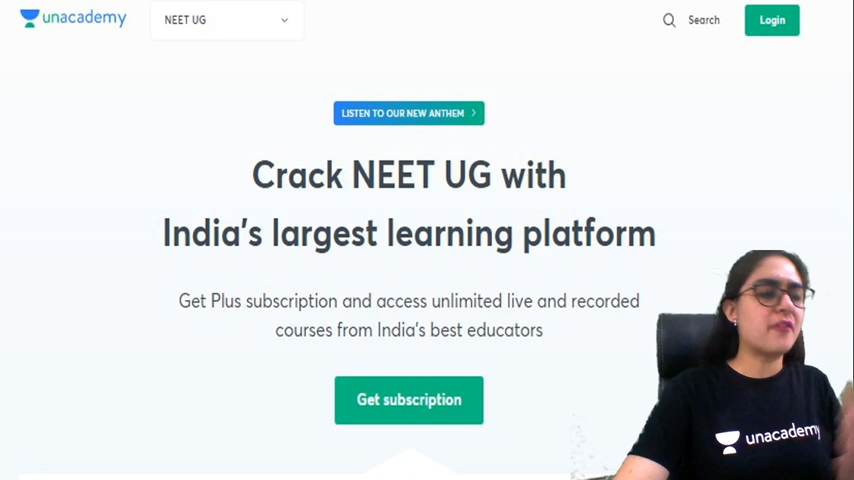 unacademy
NEET UG
Search
Login
LISTEN TO OUR NEW ANTHEM
Crack NEET UG with
India's largest learning platform
Get Plus subscription and access unlimited live and recorded
courses from India's best educators
Get subscription
unacademy